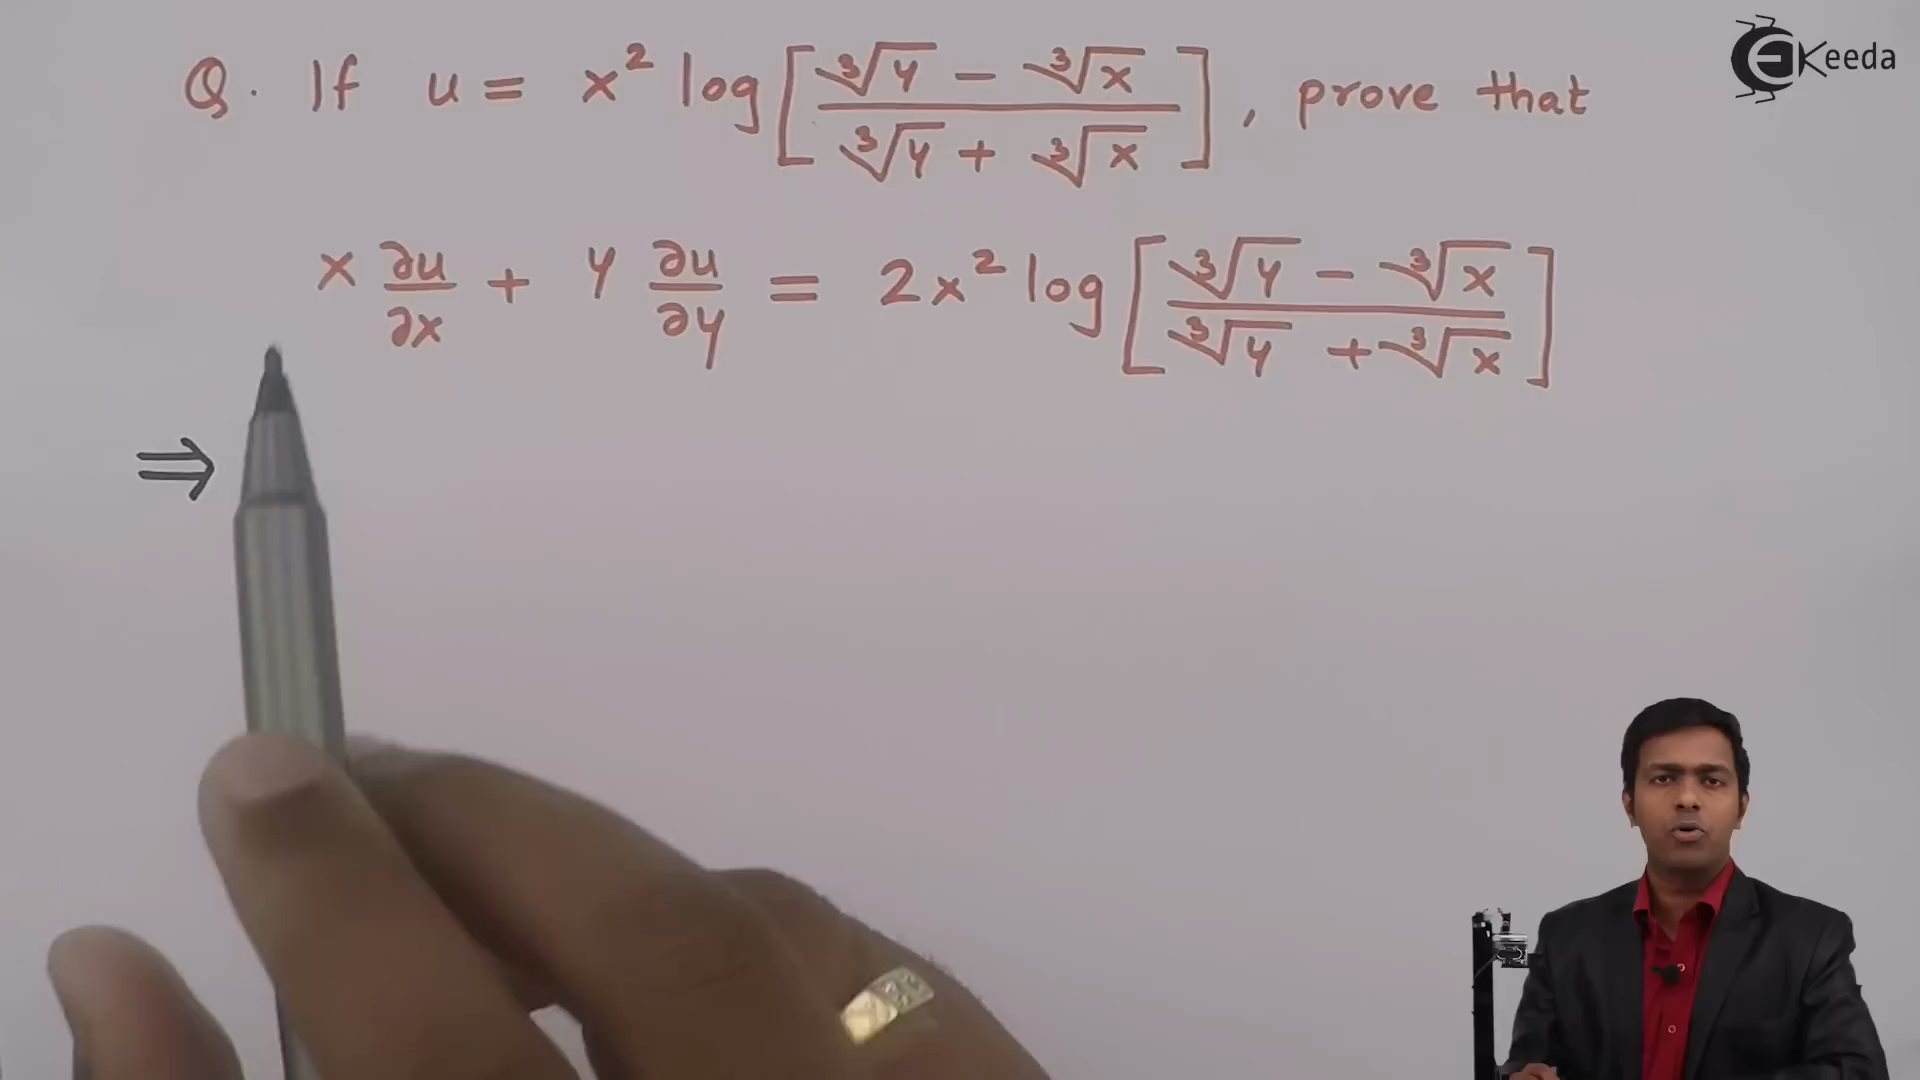 Q. If u = x² log[(∛y − ∛x)/(∛y + ∛x)], prove that
x ∂u/∂x + y ∂u/∂y = 2x² log[(∛y − ∛x)/(∛y + ∛x)]
⇒
EKeeda